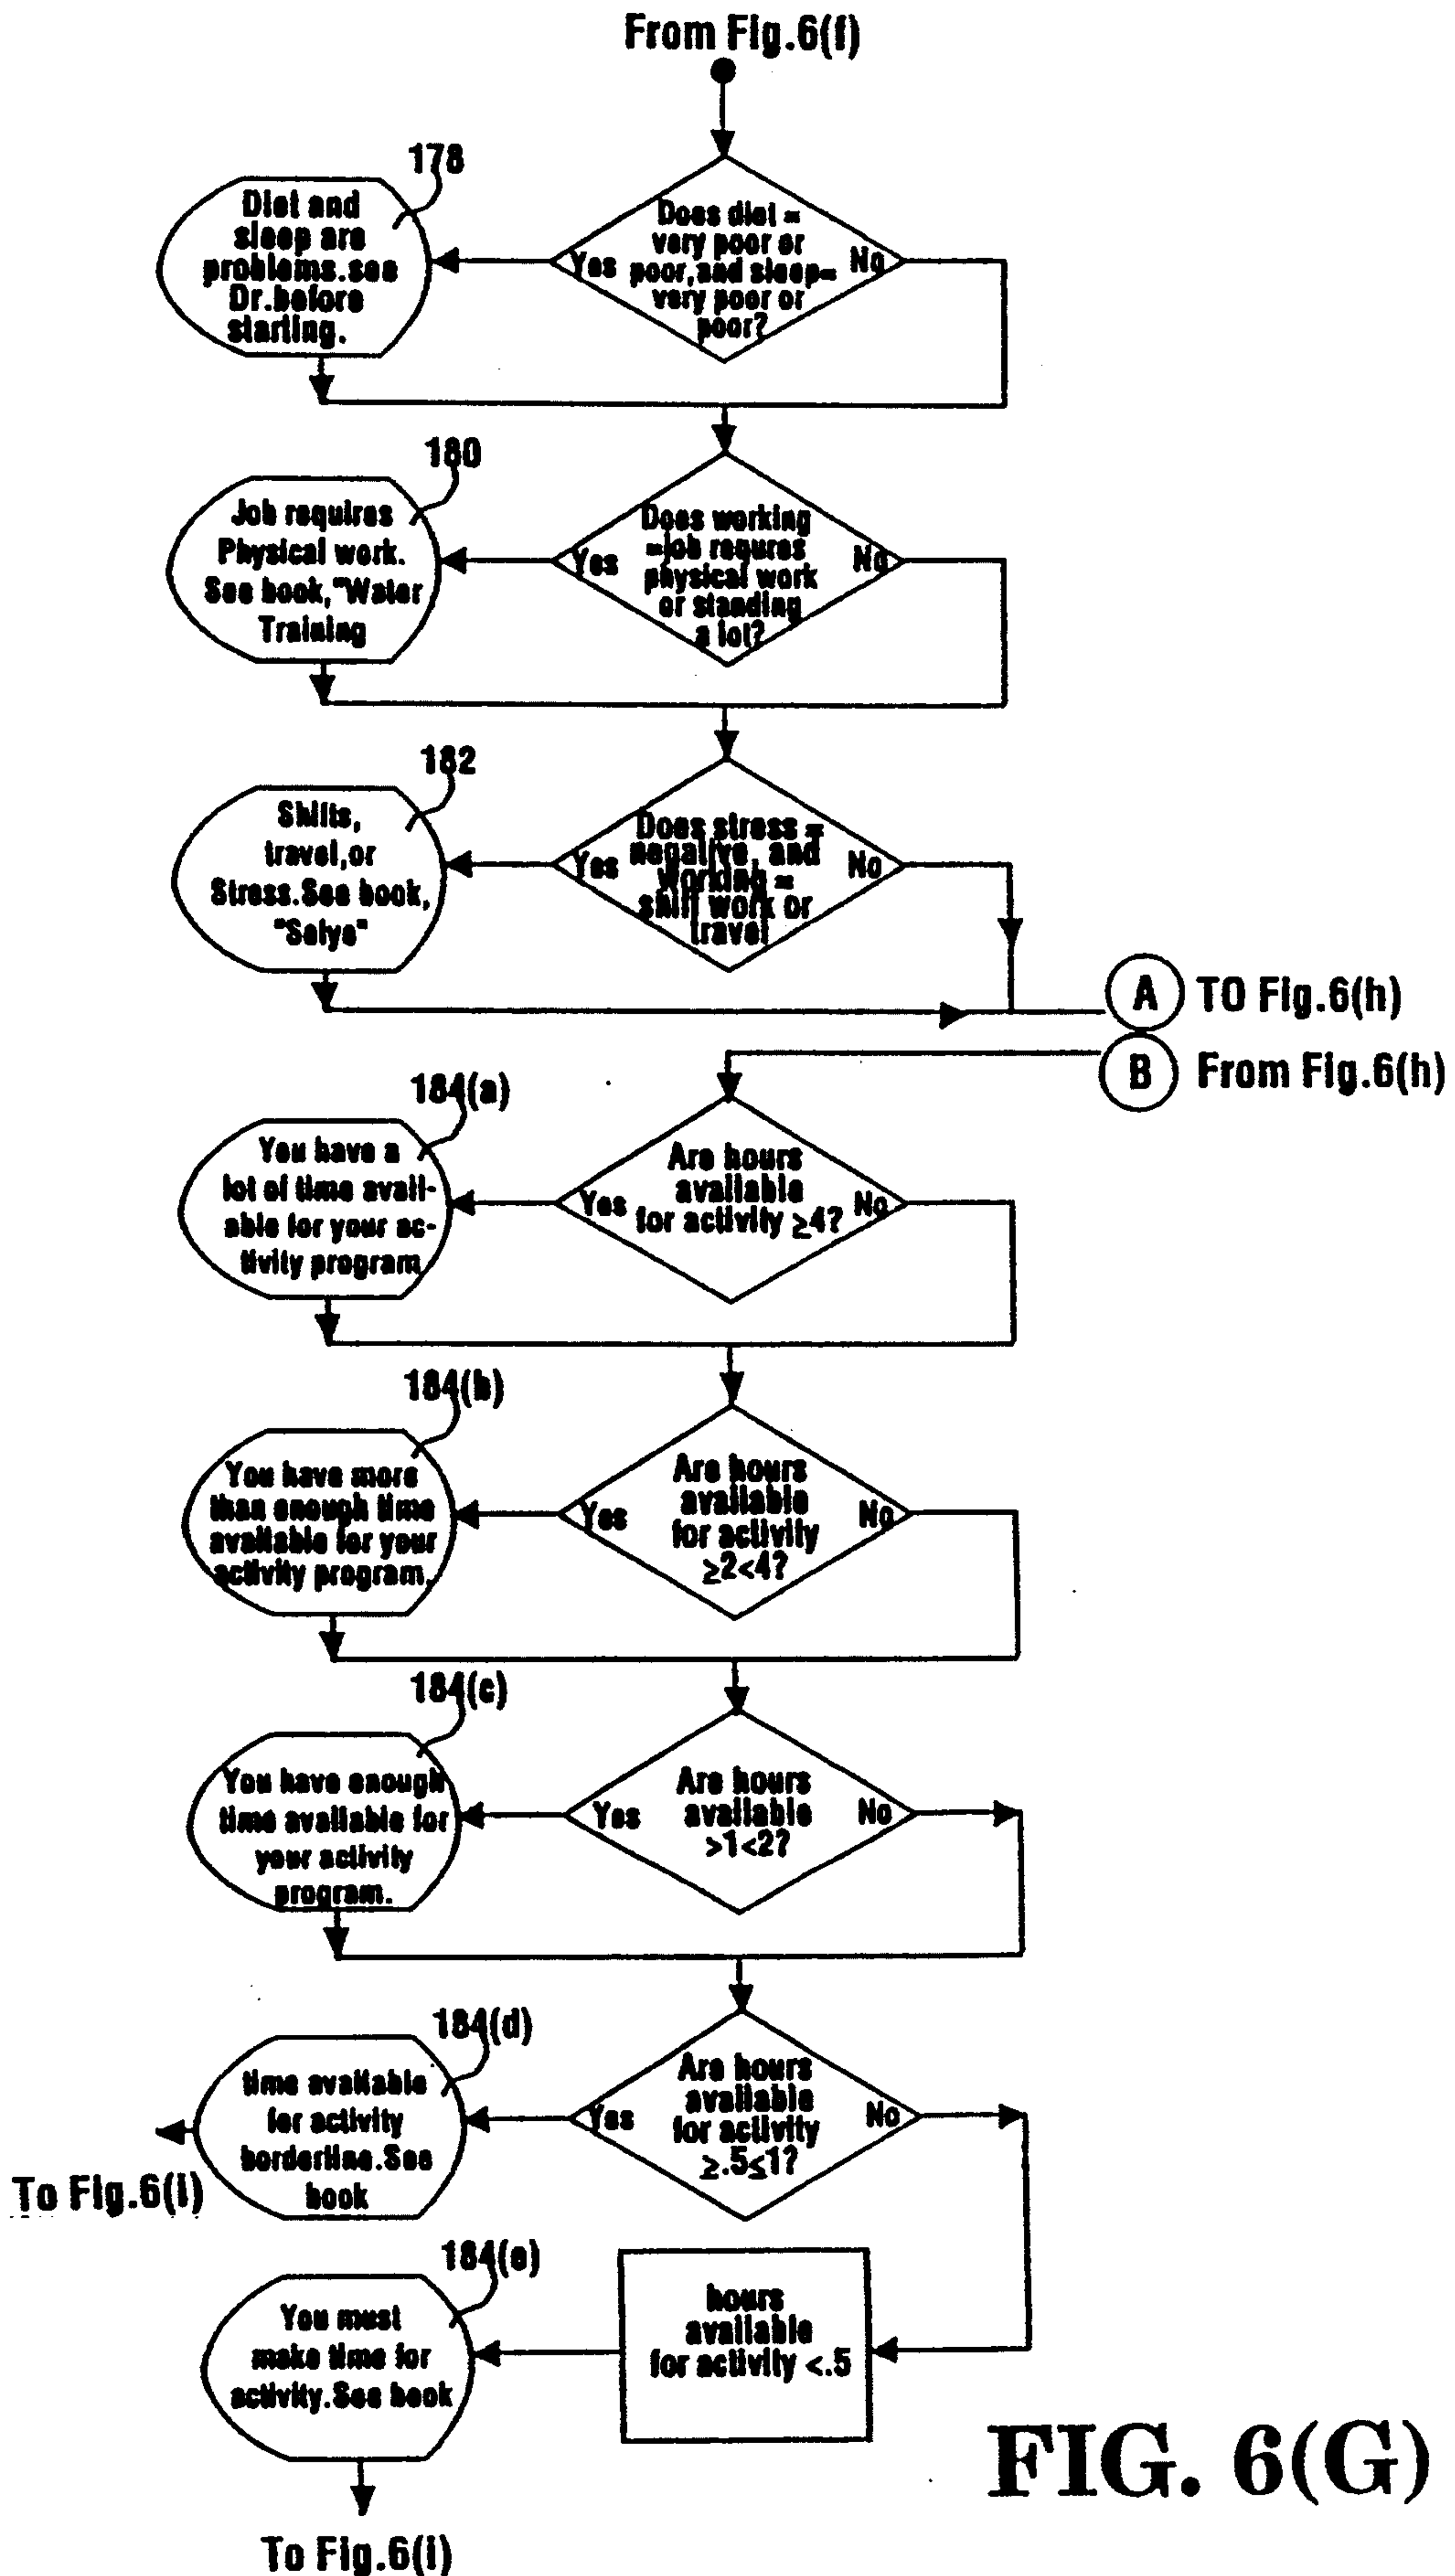 From Fig.6(f)
178
Diet and
sleep are
problems.see
Dr.before
starting.
Does diet =
very poor or
poor,and sleep=
very poor or
poor?
Yes
No
180
Job requires
Physical work.
See book,"Water
Training
Does working
=job requres
physical work
or standing
a lot?
Yes
No
182
Shifts,
travel,or
Stress.See book,
"Selye"
Does stress =
negative, and
Working =
shift work or
travel
Yes
No
A TO Fig.6(h)
B From Fig.6(h)
184(a)
You have a
lot of time avail-
able for your ac-
tivity program
Are hours
available
for activity ≥4?
Yes
No
184(b)
You have more
than enough time
available for your
activity program.
Are hours
available
for activity
≥2<4?
Yes
No
184(c)
You have enough
time available for
your activity
program.
Are hours
available
>1<2?
Yes
No
184(d)
time available
for activity
borderline.See
book
Are hours
available
for activity
≥.5≤1?
Yes
No
To Fig.6(i)
184(e)
You must
make time for
activity.See book
hours
available
for activity <.5
To Fig.6(i)
FIG. 6(G)